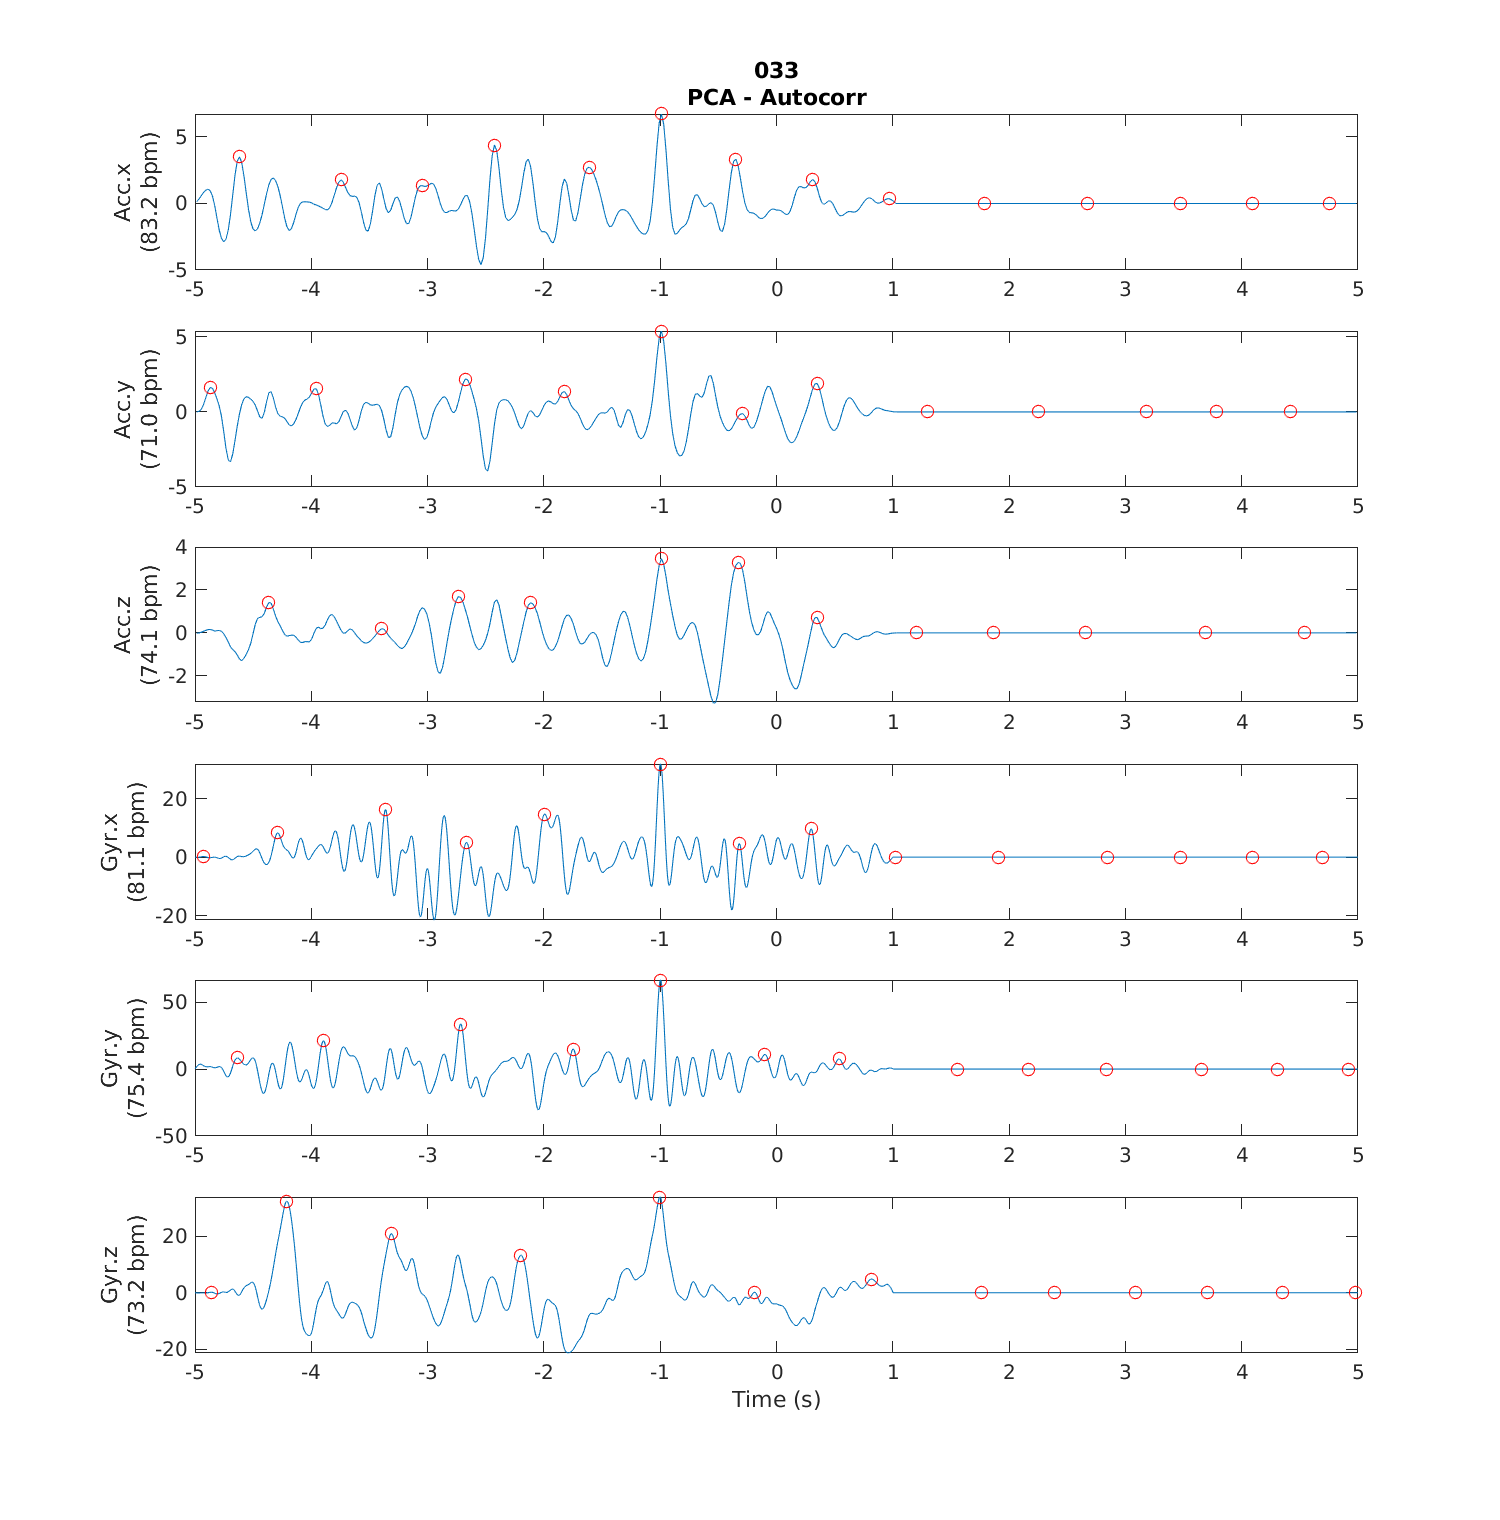 033
PCA - Autocorr
Acc.x
(83.2 bpm)
5
0
-5
-5 -4 -3 -2 -1 0 1 2 3 4 5
Acc.y
(71.0 bpm)
5
0
-5
-5 -4 -3 -2 -1 0 1 2 3 4 5
Acc.z
(74.1 bpm)
4
2
0
-2
-5 -4 -3 -2 -1 0 1 2 3 4 5
Gyr.x
(81.1 bpm)
20
0
-20
-5 -4 -3 -2 -1 0 1 2 3 4 5
Gyr.y
(75.4 bpm)
50
0
-50
-5 -4 -3 -2 -1 0 1 2 3 4 5
Gyr.z
(73.2 bpm)
20
0
-20
-5 -4 -3 -2 -1 0 1 2 3 4 5
Time (s)